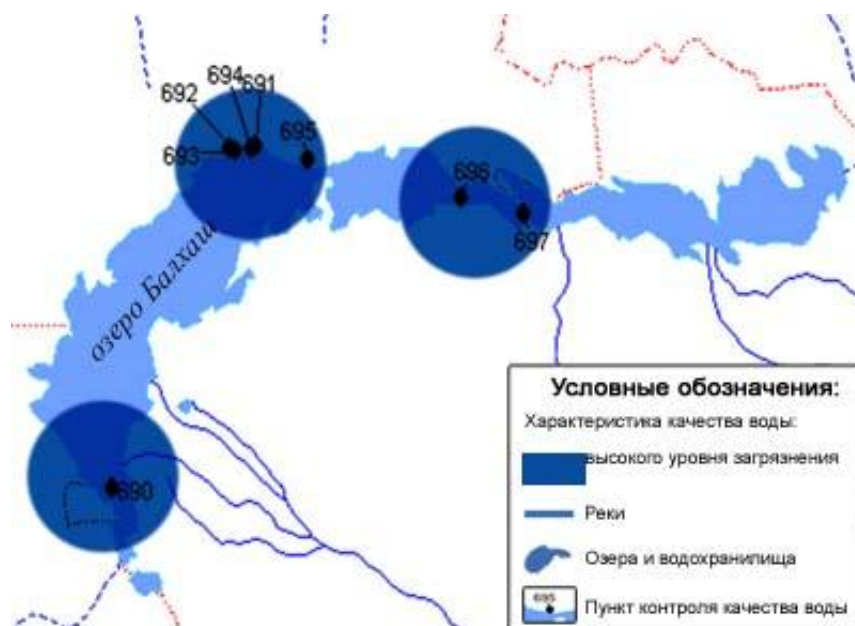 694 691
692
693
695
696
697
озеро Балхаш
690
Условные обозначения:
Характеристика качества воды:
высокого уровня загрязнения
Реки
Озера и водохранилища
695
Пункт контроля качества воды